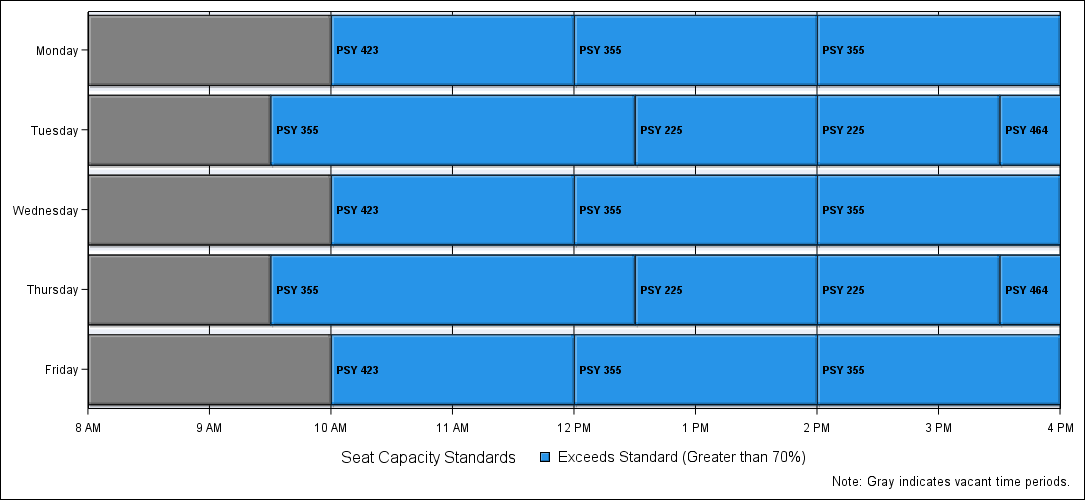 Monday PSY 423 PSY 355 PSY 355
Tuesday PSY 355 PSY 225 PSY 225 PSY 464
Wednesday PSY 423 PSY 355 PSY 355
Thursday PSY 355 PSY 225 PSY 225 PSY 464
Friday PSY 423 PSY 355 PSY 355
8 AM 9 AM 10 AM 11 AM 12 PM 1 PM 2 PM 3 PM 4 PM
Seat Capacity Standards Exceeds Standard (Greater than 70%)
Note: Gray indicates vacant time periods.